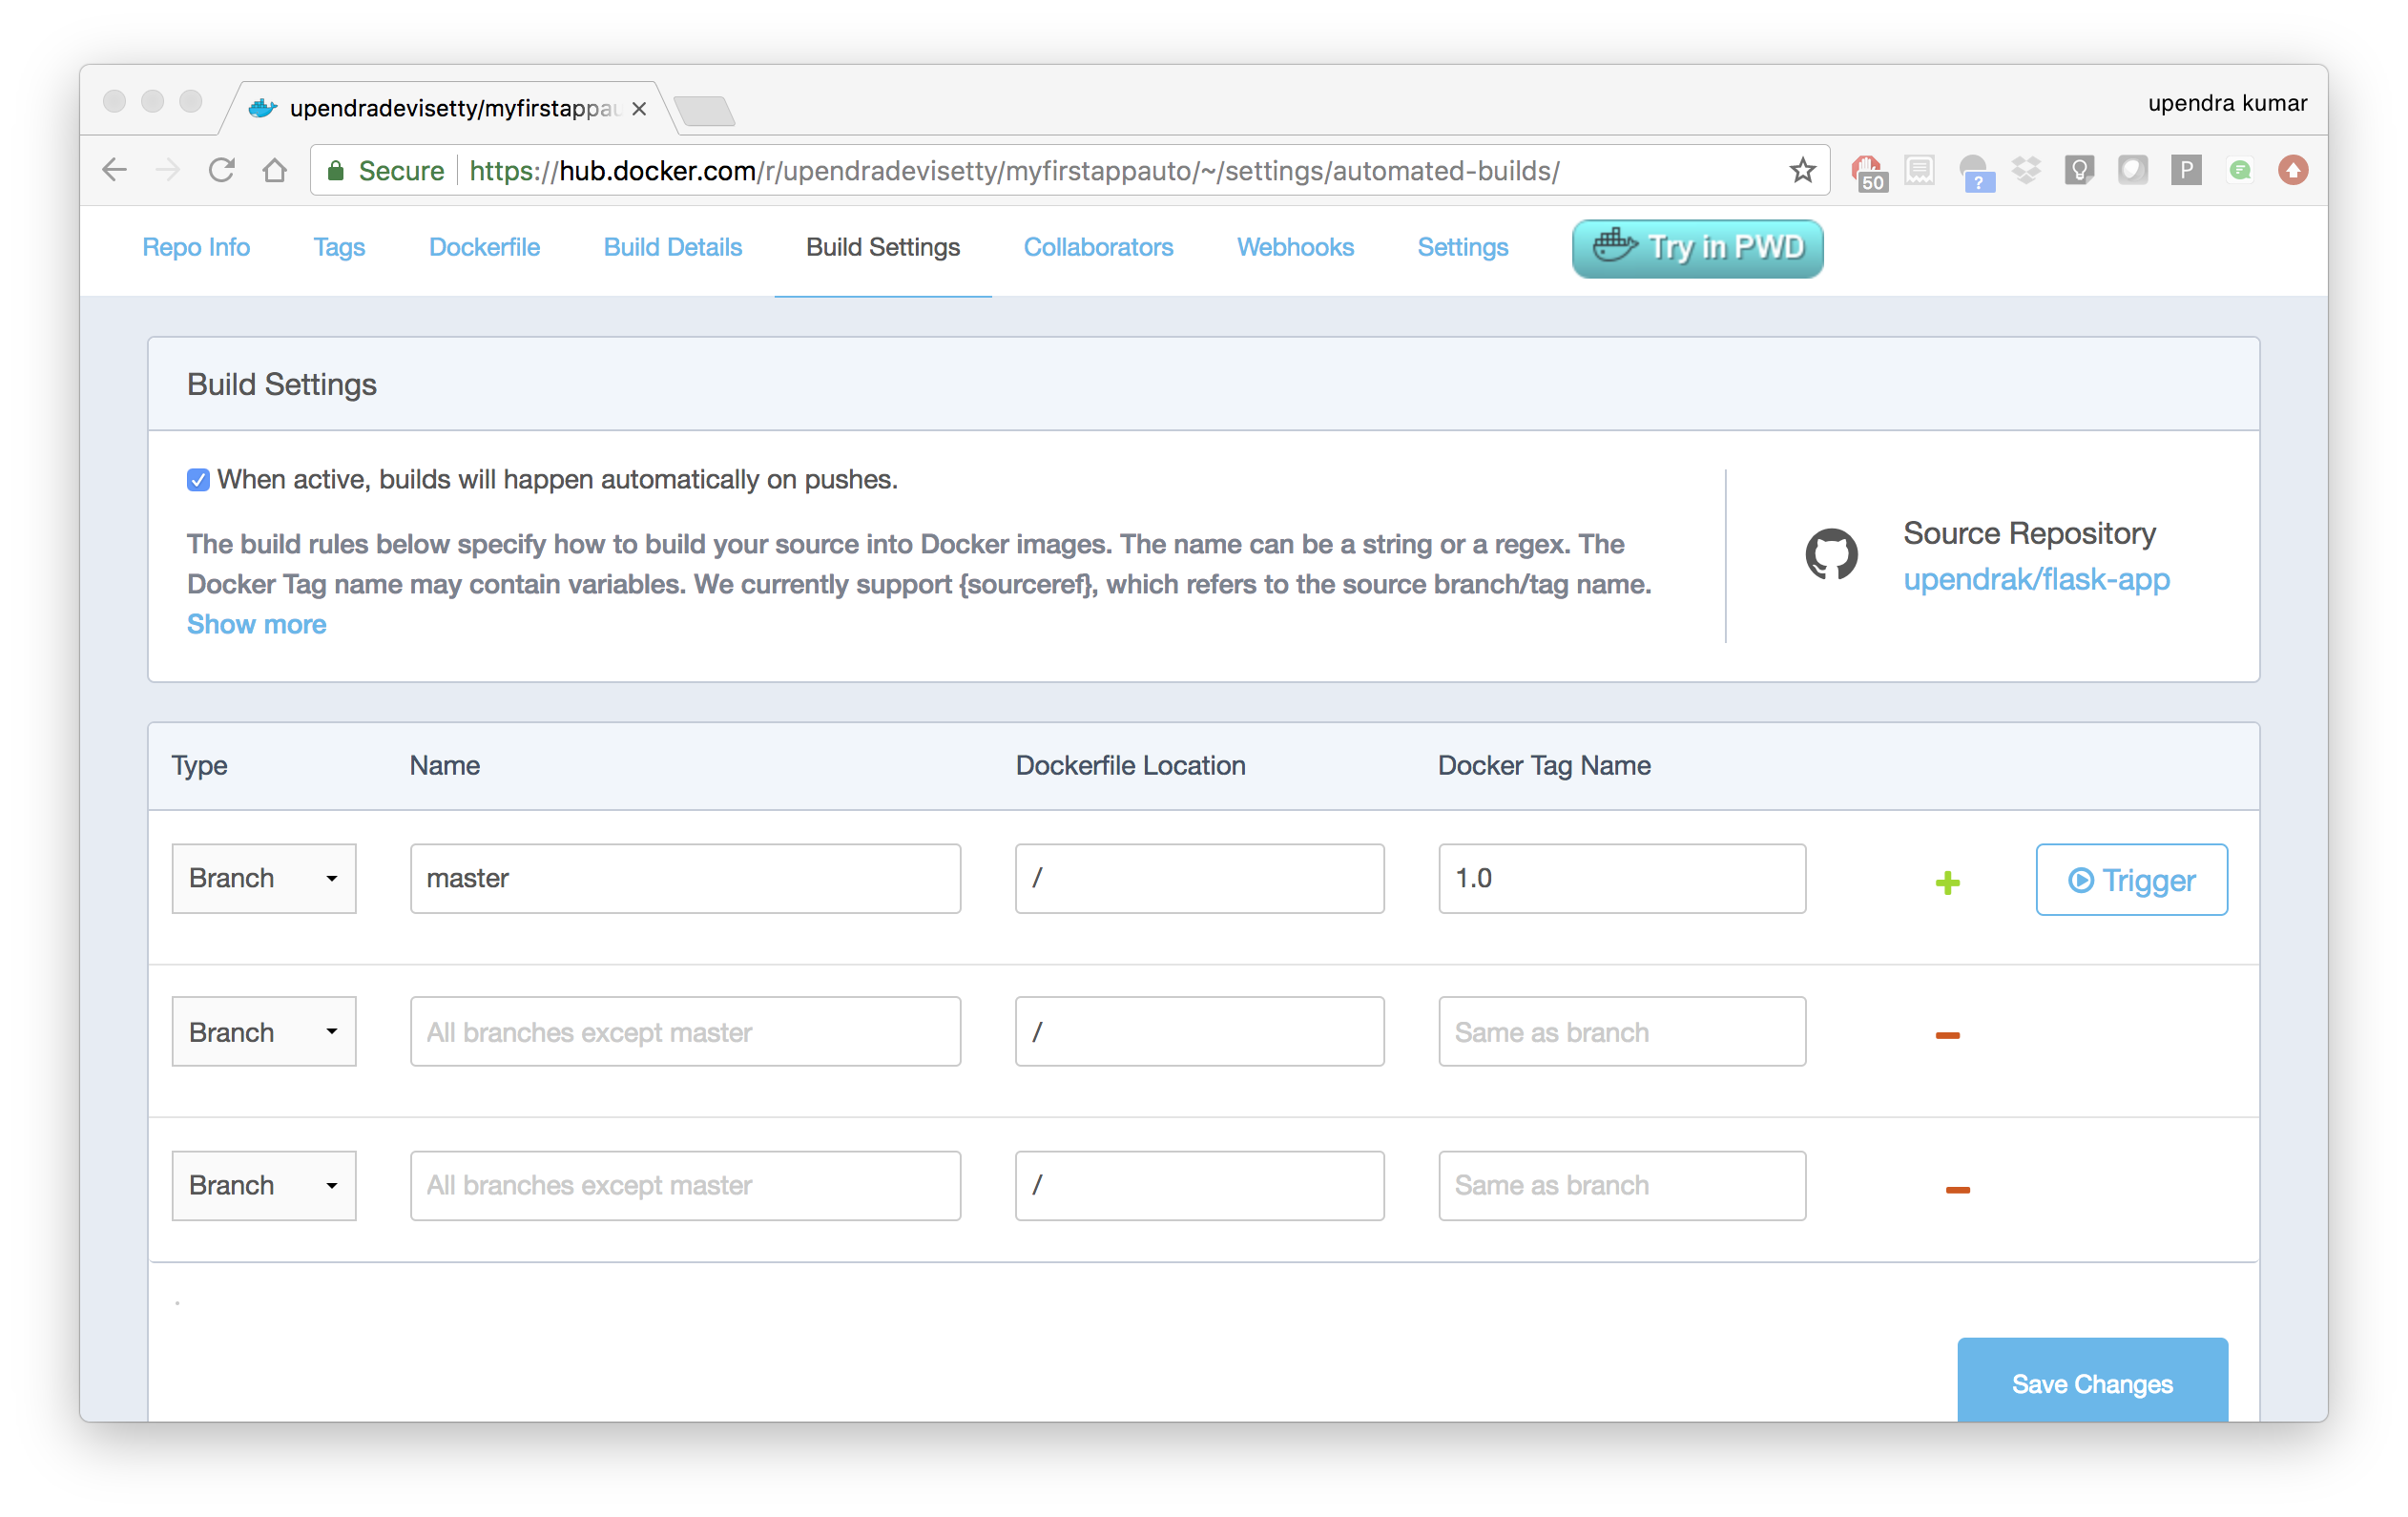 upendradevisetty/myfirstappau
upendra kumar
Secure https://hub.docker.com/r/upendradevisetty/myfirstappauto/~/settings/automated-builds/
50 ? P
Repo Info Tags Dockerfile Build Details Build Settings Collaborators Webhooks Settings Try in PWD
Build Settings
When active, builds will happen automatically on pushes.
The build rules below specify how to build your source into Docker images. The name can be a string or a regex. The
Docker Tag name may contain variables. We currently support {sourceref}, which refers to the source branch/tag name.
Show more
Source Repository
upendrak/flask-app
Type Name Dockerfile Location Docker Tag Name
Branch master / 1.0 Trigger
Branch All branches except master / Same as branch
Branch All branches except master / Same as branch
.
Save Changes